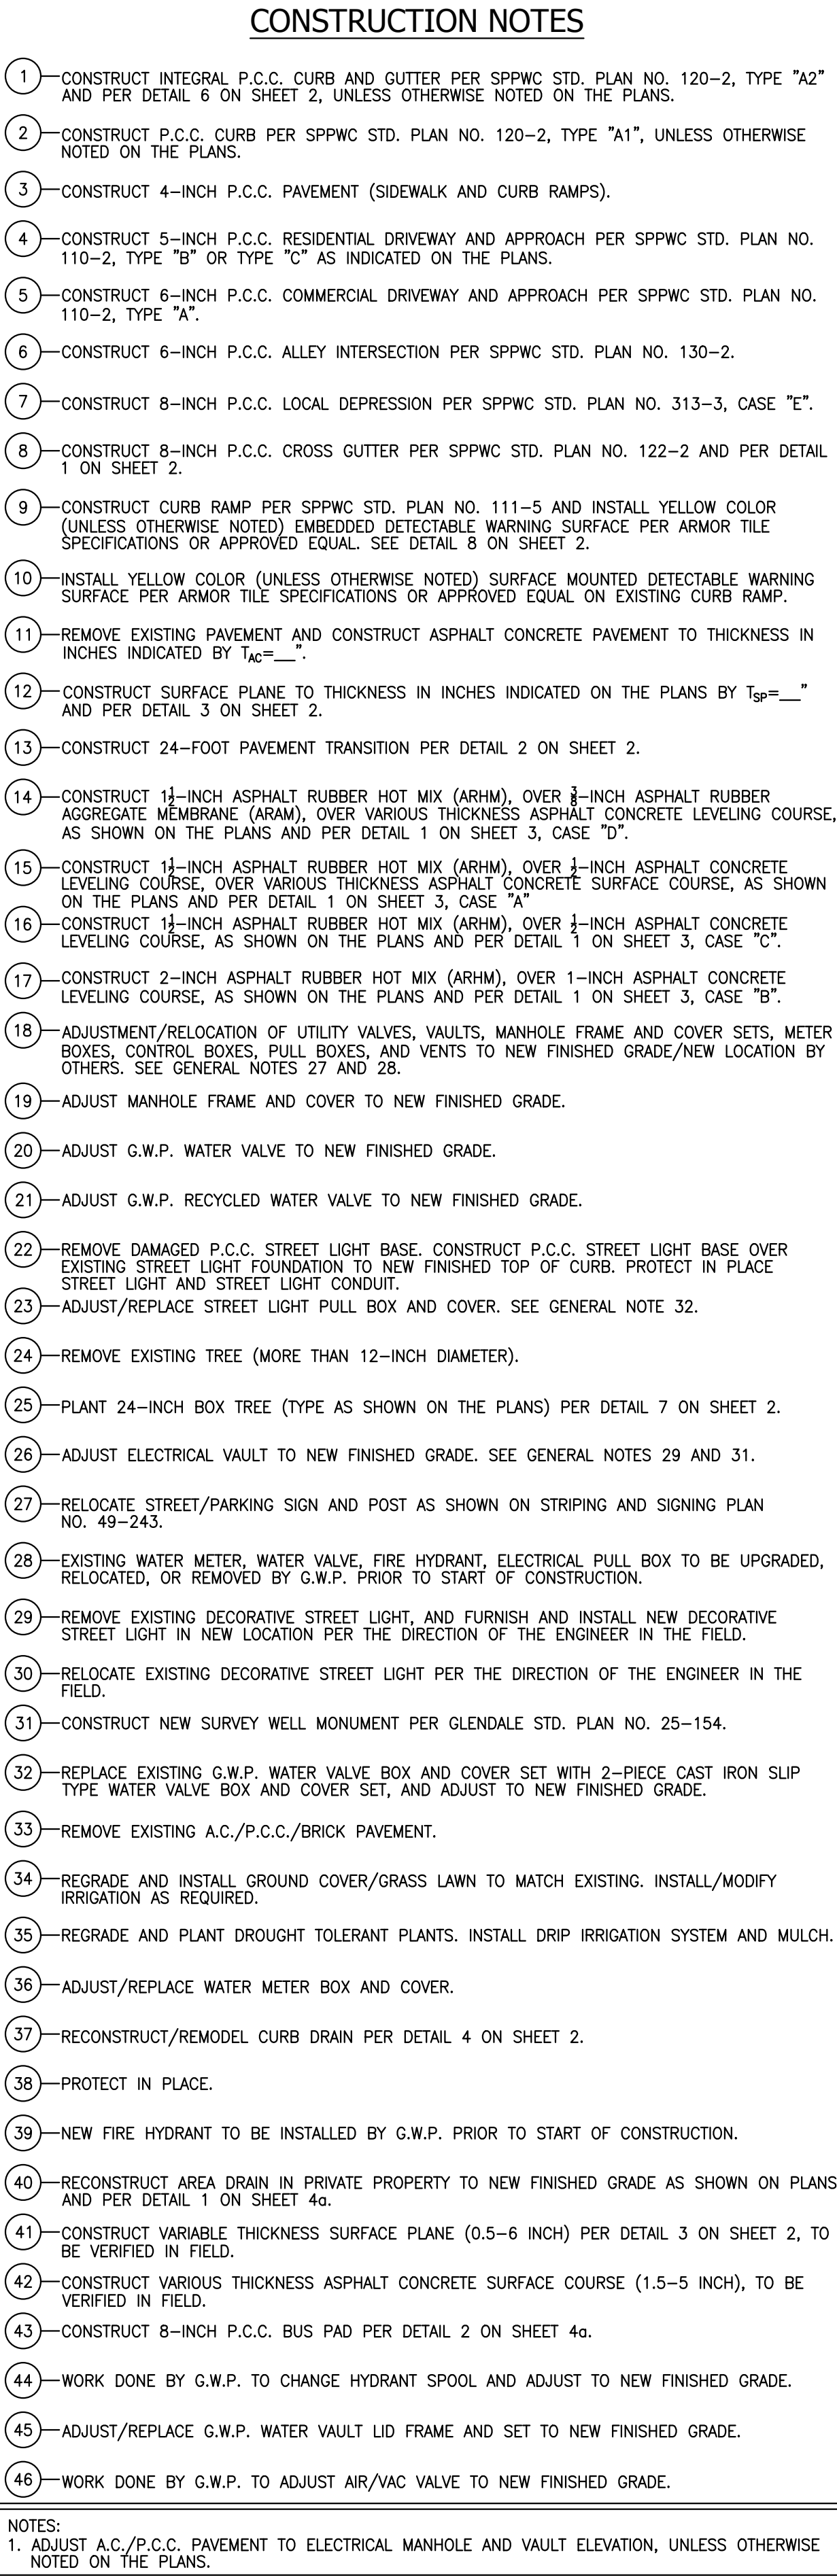 CONSTRUCTION NOTES
1 CONSTRUCT INTEGRAL P.C.C. CURB AND GUTTER PER SPPWC STD. PLAN NO. 120-2, TYPE "A2"
AND PER DETAIL 6 ON SHEET 2, UNLESS OTHERWISE NOTED ON THE PLANS.
2 CONSTRUCT P.C.C. CURB PER SPPWC STD. PLAN NO. 120-2, TYPE "A1", UNLESS OTHERWISE
NOTED ON THE PLANS.
3 CONSTRUCT 4-INCH P.C.C. PAVEMENT (SIDEWALK AND CURB RAMPS).
4 CONSTRUCT 5-INCH P.C.C. RESIDENTIAL DRIVEWAY AND APPROACH PER SPPWC STD. PLAN NO.
110-2, TYPE "B" OR TYPE "C" AS INDICATED ON THE PLANS.
5 CONSTRUCT 6-INCH P.C.C. COMMERCIAL DRIVEWAY AND APPROACH PER SPPWC STD. PLAN NO.
110-2, TYPE "A".
6 CONSTRUCT 6-INCH P.C.C. ALLEY INTERSECTION PER SPPWC STD. PLAN NO. 130-2.
7 CONSTRUCT 8-INCH P.C.C. LOCAL DEPRESSION PER SPPWC STD. PLAN NO. 313-3, CASE "E".
8 CONSTRUCT 8-INCH P.C.C. CROSS GUTTER PER SPPWC STD. PLAN NO. 122-2 AND PER DETAIL
1 ON SHEET 2.
9 CONSTRUCT CURB RAMP PER SPPWC STD. PLAN NO. 111-5 AND INSTALL YELLOW COLOR
(UNLESS OTHERWISE NOTED) EMBEDDED DETECTABLE WARNING SURFACE PER ARMOR TILE
SPECIFICATIONS OR APPROVED EQUAL. SEE DETAIL 8 ON SHEET 2.
10 INSTALL YELLOW COLOR (UNLESS OTHERWISE NOTED) SURFACE MOUNTED DETECTABLE WARNING
SURFACE PER ARMOR TILE SPECIFICATIONS OR APPROVED EQUAL ON EXISTING CURB RAMP.
11 REMOVE EXISTING PAVEMENT AND CONSTRUCT ASPHALT CONCRETE PAVEMENT TO THICKNESS IN
INCHES INDICATED BY TAC=__".
12 CONSTRUCT SURFACE PLANE TO THICKNESS IN INCHES INDICATED ON THE PLANS BY TSP=__"
AND PER DETAIL 3 ON SHEET 2.
13 CONSTRUCT 24-FOOT PAVEMENT TRANSITION PER DETAIL 2 ON SHEET 2.
14 CONSTRUCT 1½-INCH ASPHALT RUBBER HOT MIX (ARHM), OVER ⅜-INCH ASPHALT RUBBER
AGGREGATE MEMBRANE (ARAM), OVER VARIOUS THICKNESS ASPHALT CONCRETE LEVELING COURSE,
AS SHOWN ON THE PLANS AND PER DETAIL 1 ON SHEET 3, CASE "D".
15 CONSTRUCT 1½-INCH ASPHALT RUBBER HOT MIX (ARHM), OVER ½-INCH ASPHALT CONCRETE
LEVELING COURSE, OVER VARIOUS THICKNESS ASPHALT CONCRETE SURFACE COURSE, AS SHOWN
ON THE PLANS AND PER DETAIL 1 ON SHEET 3, CASE "A"
16 CONSTRUCT 1½-INCH ASPHALT RUBBER HOT MIX (ARHM), OVER ½-INCH ASPHALT CONCRETE
LEVELING COURSE, AS SHOWN ON THE PLANS AND PER DETAIL 1 ON SHEET 3, CASE "C".
17 CONSTRUCT 2-INCH ASPHALT RUBBER HOT MIX (ARHM), OVER 1-INCH ASPHALT CONCRETE
LEVELING COURSE, AS SHOWN ON THE PLANS AND PER DETAIL 1 ON SHEET 3, CASE "B".
18 ADJUSTMENT/RELOCATION OF UTILITY VALVES, VAULTS, MANHOLE FRAME AND COVER SETS, METER
BOXES, CONTROL BOXES, PULL BOXES, AND VENTS TO NEW FINISHED GRADE/NEW LOCATION BY
OTHERS. SEE GENERAL NOTES 27 AND 28.
19 ADJUST MANHOLE FRAME AND COVER TO NEW FINISHED GRADE.
20 ADJUST G.W.P. WATER VALVE TO NEW FINISHED GRADE.
21 ADJUST G.W.P. RECYCLED WATER VALVE TO NEW FINISHED GRADE.
22 REMOVE DAMAGED P.C.C. STREET LIGHT BASE. CONSTRUCT P.C.C. STREET LIGHT BASE OVER
EXISTING STREET LIGHT FOUNDATION TO NEW FINISHED TOP OF CURB. PROTECT IN PLACE
STREET LIGHT AND STREET LIGHT CONDUIT.
23 ADJUST/REPLACE STREET LIGHT PULL BOX AND COVER. SEE GENERAL NOTE 32.
24 REMOVE EXISTING TREE (MORE THAN 12-INCH DIAMETER).
25 PLANT 24-INCH BOX TREE (TYPE AS SHOWN ON THE PLANS) PER DETAIL 7 ON SHEET 2.
26 ADJUST ELECTRICAL VAULT TO NEW FINISHED GRADE. SEE GENERAL NOTES 29 AND 31.
27 RELOCATE STREET/PARKING SIGN AND POST AS SHOWN ON STRIPING AND SIGNING PLAN
NO. 49-243.
28 EXISTING WATER METER, WATER VALVE, FIRE HYDRANT, ELECTRICAL PULL BOX TO BE UPGRADED,
RELOCATED, OR REMOVED BY G.W.P. PRIOR TO START OF CONSTRUCTION.
29 REMOVE EXISTING DECORATIVE STREET LIGHT, AND FURNISH AND INSTALL NEW DECORATIVE
STREET LIGHT IN NEW LOCATION PER THE DIRECTION OF THE ENGINEER IN THE FIELD.
30 RELOCATE EXISTING DECORATIVE STREET LIGHT PER THE DIRECTION OF THE ENGINEER IN THE
FIELD.
31 CONSTRUCT NEW SURVEY WELL MONUMENT PER GLENDALE STD. PLAN NO. 25-154.
32 REPLACE EXISTING G.W.P. WATER VALVE BOX AND COVER SET WITH 2-PIECE CAST IRON SLIP
TYPE WATER VALVE BOX AND COVER SET, AND ADJUST TO NEW FINISHED GRADE.
33 REMOVE EXISTING A.C./P.C.C./BRICK PAVEMENT.
34 REGRADE AND INSTALL GROUND COVER/GRASS LAWN TO MATCH EXISTING. INSTALL/MODIFY
IRRIGATION AS REQUIRED.
35 REGRADE AND PLANT DROUGHT TOLERANT PLANTS. INSTALL DRIP IRRIGATION SYSTEM AND MULCH.
36 ADJUST/REPLACE WATER METER BOX AND COVER.
37 RECONSTRUCT/REMODEL CURB DRAIN PER DETAIL 4 ON SHEET 2.
38 PROTECT IN PLACE.
39 NEW FIRE HYDRANT TO BE INSTALLED BY G.W.P. PRIOR TO START OF CONSTRUCTION.
40 RECONSTRUCT AREA DRAIN IN PRIVATE PROPERTY TO NEW FINISHED GRADE AS SHOWN ON PLANS
AND PER DETAIL 1 ON SHEET 4a.
41 CONSTRUCT VARIABLE THICKNESS SURFACE PLANE (0.5-6 INCH) PER DETAIL 3 ON SHEET 2, TO
BE VERIFIED IN FIELD.
42 CONSTRUCT VARIOUS THICKNESS ASPHALT CONCRETE SURFACE COURSE (1.5-5 INCH), TO BE
VERIFIED IN FIELD.
43 CONSTRUCT 8-INCH P.C.C. BUS PAD PER DETAIL 2 ON SHEET 4a.
44 WORK DONE BY G.W.P. TO CHANGE HYDRANT SPOOL AND ADJUST TO NEW FINISHED GRADE.
45 ADJUST/REPLACE G.W.P. WATER VAULT LID FRAME AND SET TO NEW FINISHED GRADE.
46 WORK DONE BY G.W.P. TO ADJUST AIR/VAC VALVE TO NEW FINISHED GRADE.
NOTES:
1. ADJUST A.C./P.C.C. PAVEMENT TO ELECTRICAL MANHOLE AND VAULT ELEVATION, UNLESS OTHERWISE
NOTED ON THE PLANS.